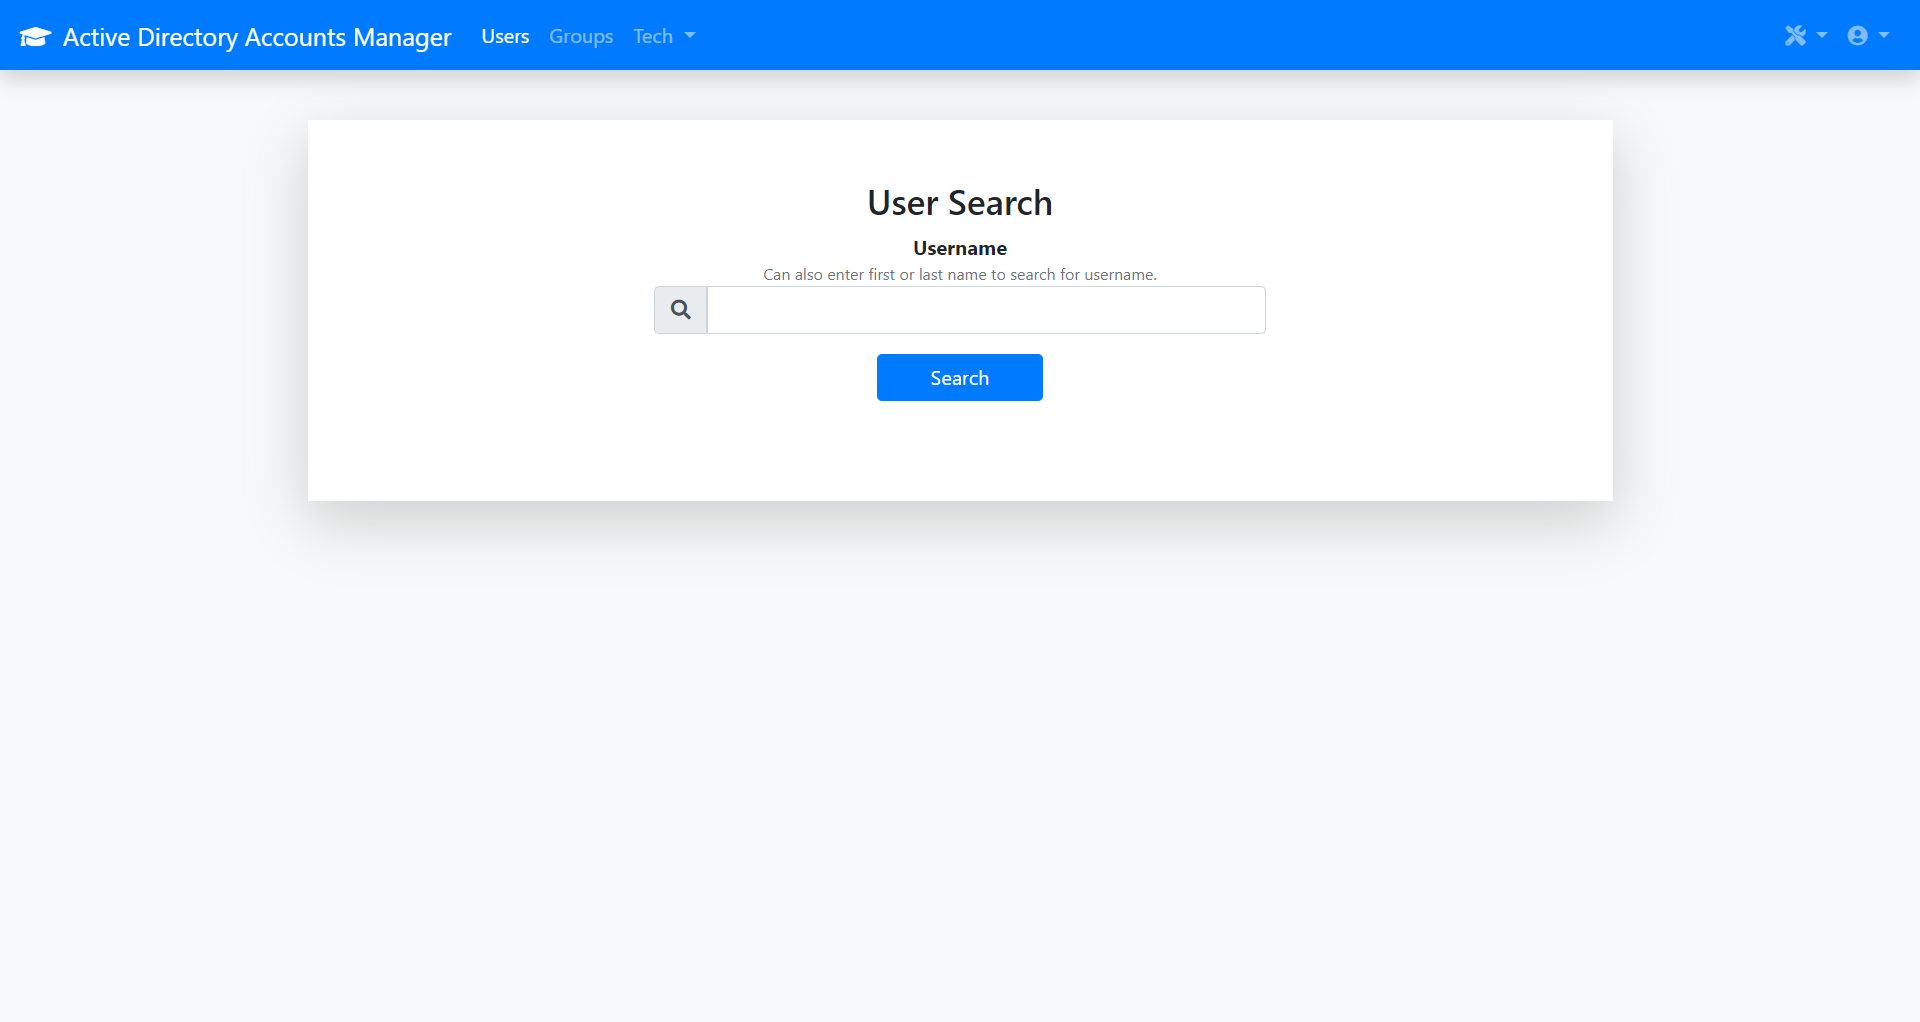 Active Directory Accounts Manager Users Groups Tech
User Search
Username
Can also enter first or last name to search for username.
Search